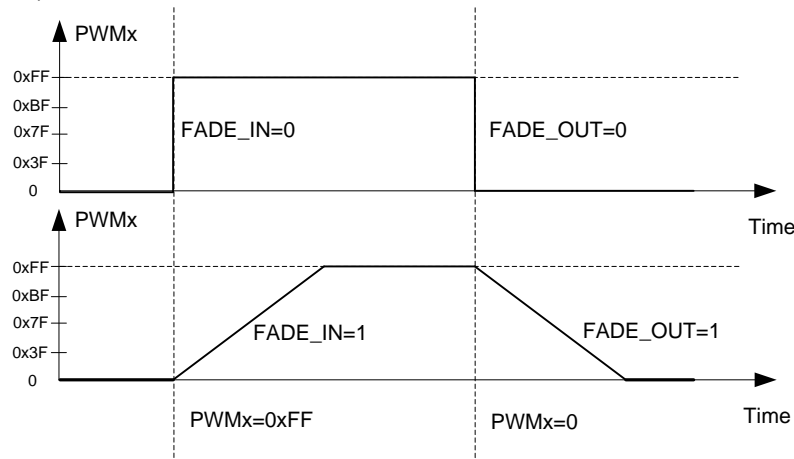 PWMx
0xFF
0xBF
0x7F
0x3F
0
FADE_IN=0
FADE_OUT=0
Time
PWMx
0xFF
0xBF
0x7F
0x3F
0
FADE_IN=1
FADE_OUT=1
PWMx=0xFF
PWMx=0
Time